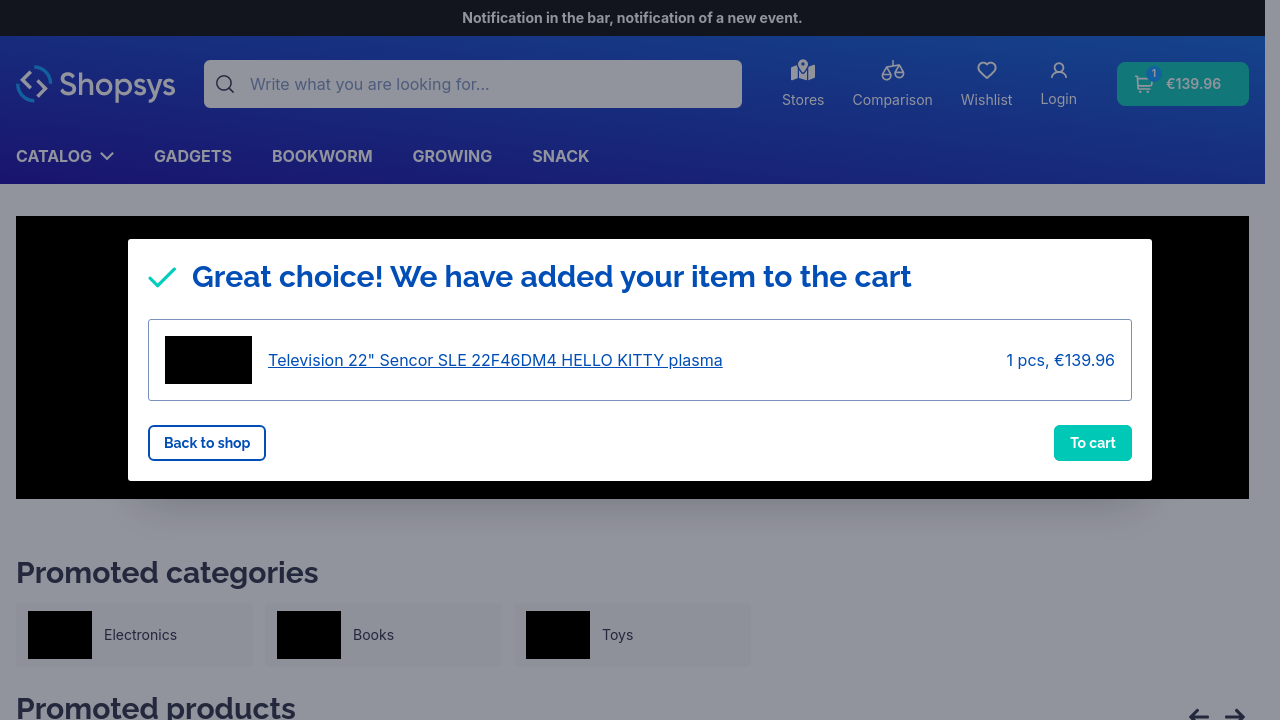 Notification in the bar, notification of a new event.
Shopsys
Write what you are looking for...
Stores
Comparison
Wishlist
Login
1
€139.96
CATALOG
GADGETS
BOOKWORM
GROWING
SNACK
Great choice! We have added your item to the cart
Television 22" Sencor SLE 22F46DM4 HELLO KITTY plasma
1 pcs, €139.96
Back to shop
To cart
Promoted categories
Electronics
Books
Toys
Promoted products